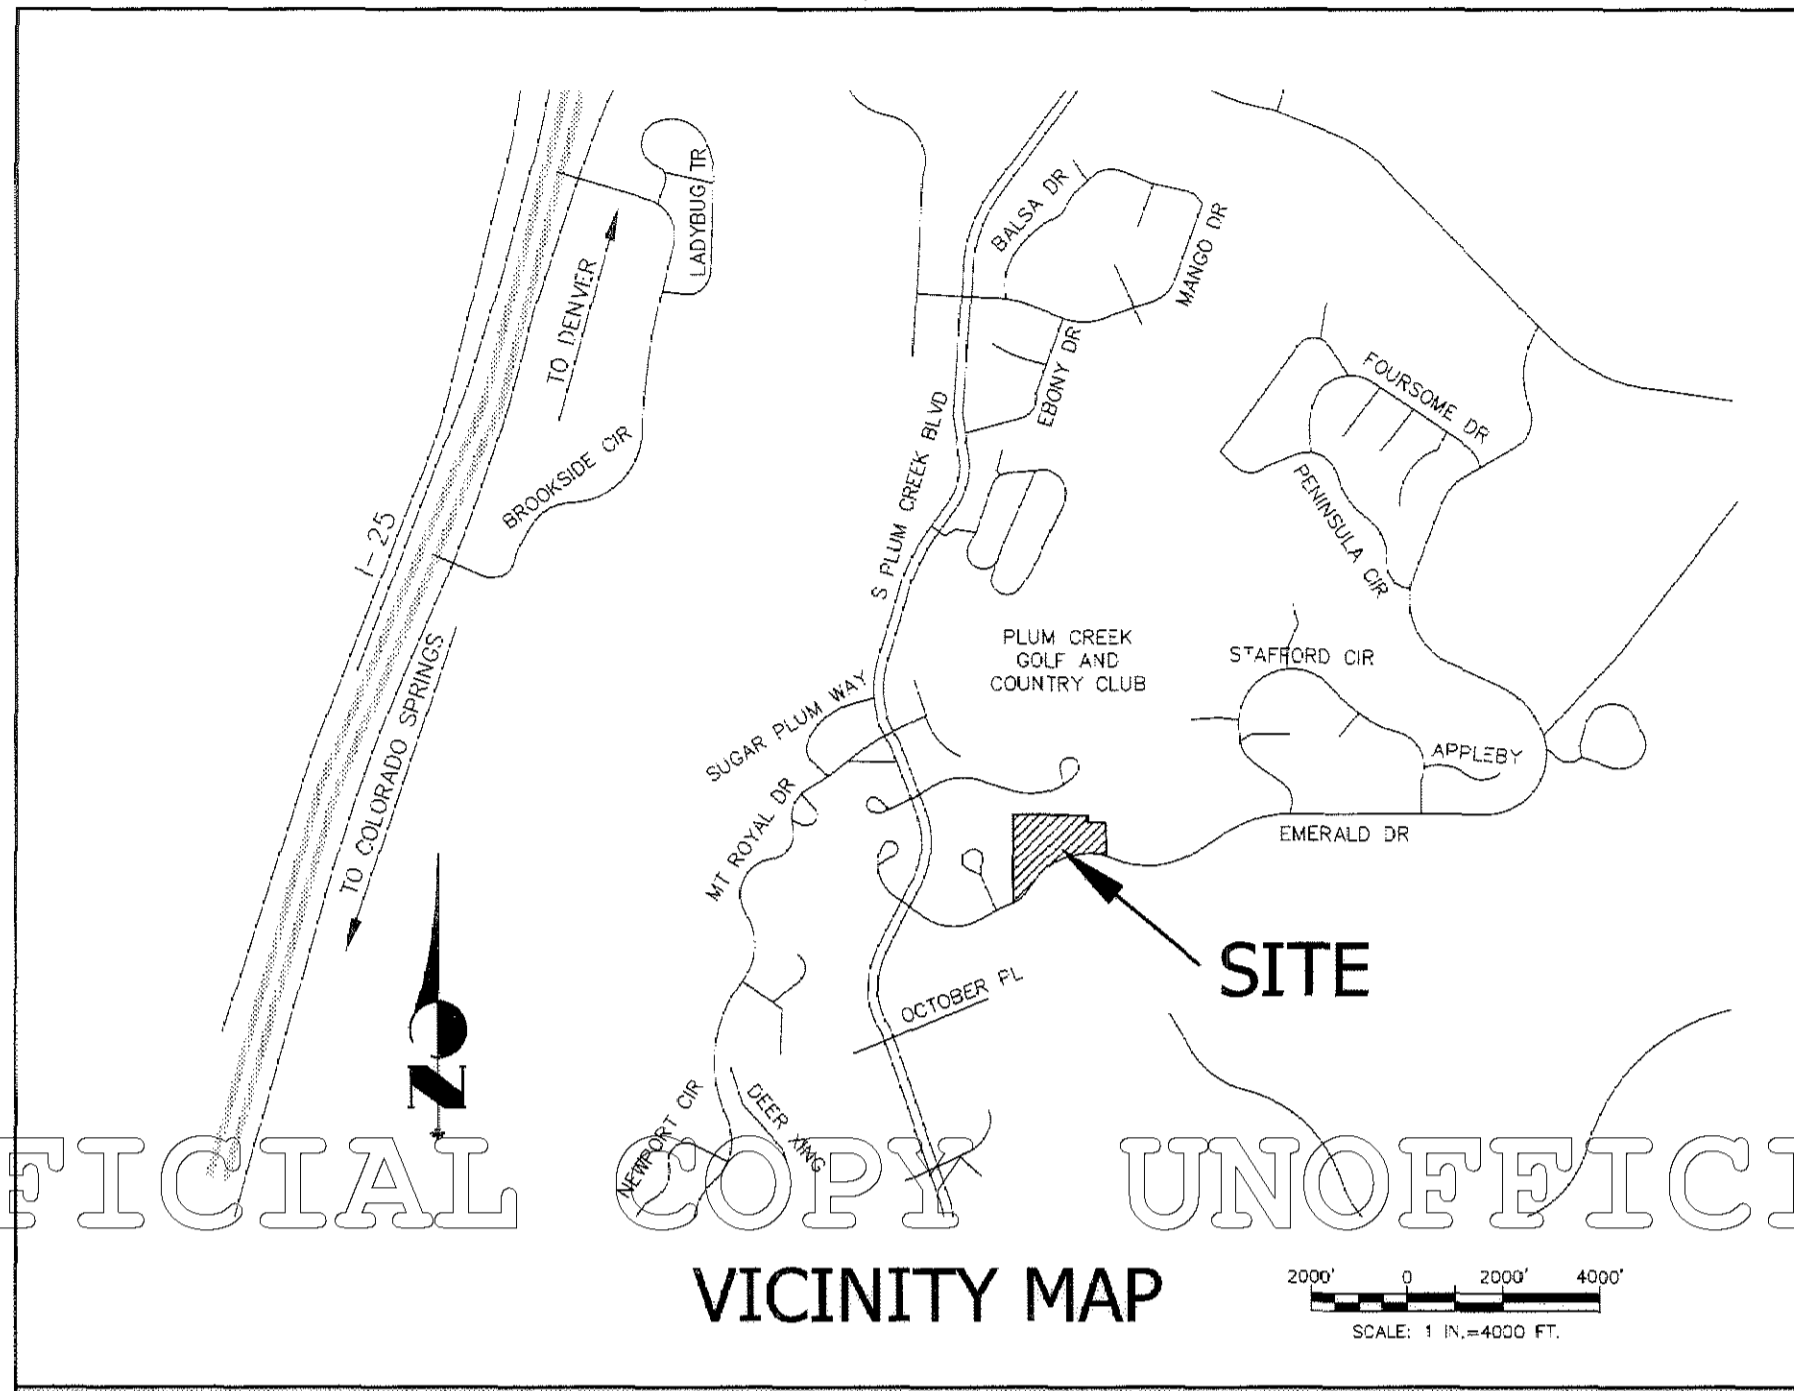 LADYBUG TR
TO DENVER
BROOKSIDE CIR
I-25
TO COLORADO SPRINGS
BALSA DR
MANGO DR
EBONY DR
S PLUM CREEK BLVD
FOURSOME DR
PENINSULA CIR
PLUM CREEK
GOLF AND
COUNTRY CLUB
STAFFORD CIR
SUGAR PLUM WAY
APPLEBY
MT ROYAL DR
EMERALD DR
SITE
OCTOBER PL
N
NEWPORT CIR
DEER XING
FICIAL COPY UNOFFICI
VICINITY MAP
2000' 0 2000' 4000'
SCALE: 1 IN.=4000 FT.